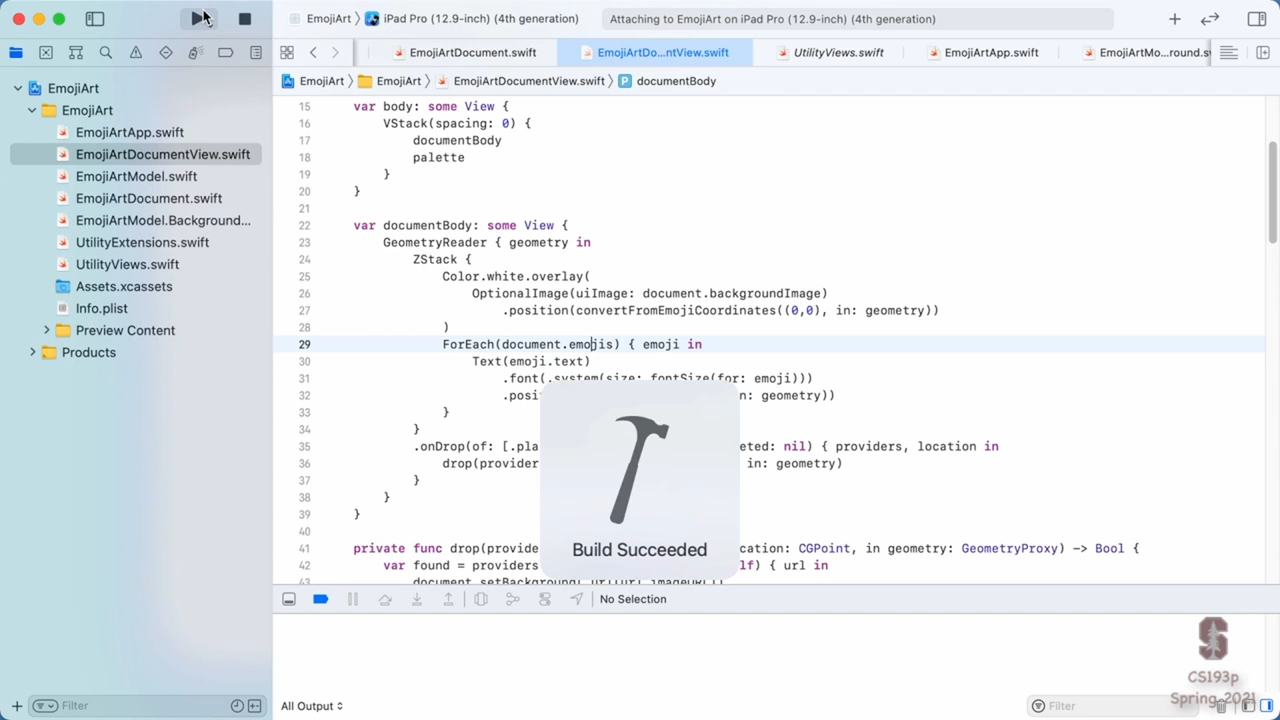 EmojiArt
iPad Pro (12.9-inch) (4th generation)
Attaching to EmojiArt on iPad Pro (12.9-inch) (4th generation)
EmojiArtDocument.swift
EmojiArtDo...ntView.swift
UtilityViews.swift
EmojiArtApp.swift
EmojiArtMo...round.sv
EmojiArt
EmojiArt
EmojiArtDocumentView.swift
documentBody
EmojiArt
EmojiArt
EmojiArtApp.swift
EmojiArtDocumentView.swift
EmojiArtModel.swift
EmojiArtDocument.swift
EmojiArtModel.Background...
UtilityExtensions.swift
UtilityViews.swift
Assets.xcassets
Info.plist
Preview Content
Products
Filter
15 var body: some View {
16 VStack(spacing: 0) {
17 documentBody
18 palette
19 }
20 }
21
22 var documentBody: some View {
23 GeometryReader { geometry in
24 ZStack {
25 Color.white.overlay(
26 OptionalImage(uiImage: document.backgroundImage)
27 .position(convertFromEmojiCoordinates((0,0), in: geometry))
28 )
29 ForEach(document.emojis) { emoji in
30 Text(emoji.text)
31 .font(.system(size: fontSize(for: emoji)))
32 .posi n: geometry))
33 }
34 }
35 .onDrop(of: [.pla eted: nil) { providers, location in
36 drop(provider in: geometry)
37 }
38 }
39 }
40
41 private func drop(provide cation: CGPoint, in geometry: GeometryProxy) -> Bool {
42 var found = providers lf) { url in
43
Build Succeeded
No Selection
All Output
Filter
CS193p
Spring 2021